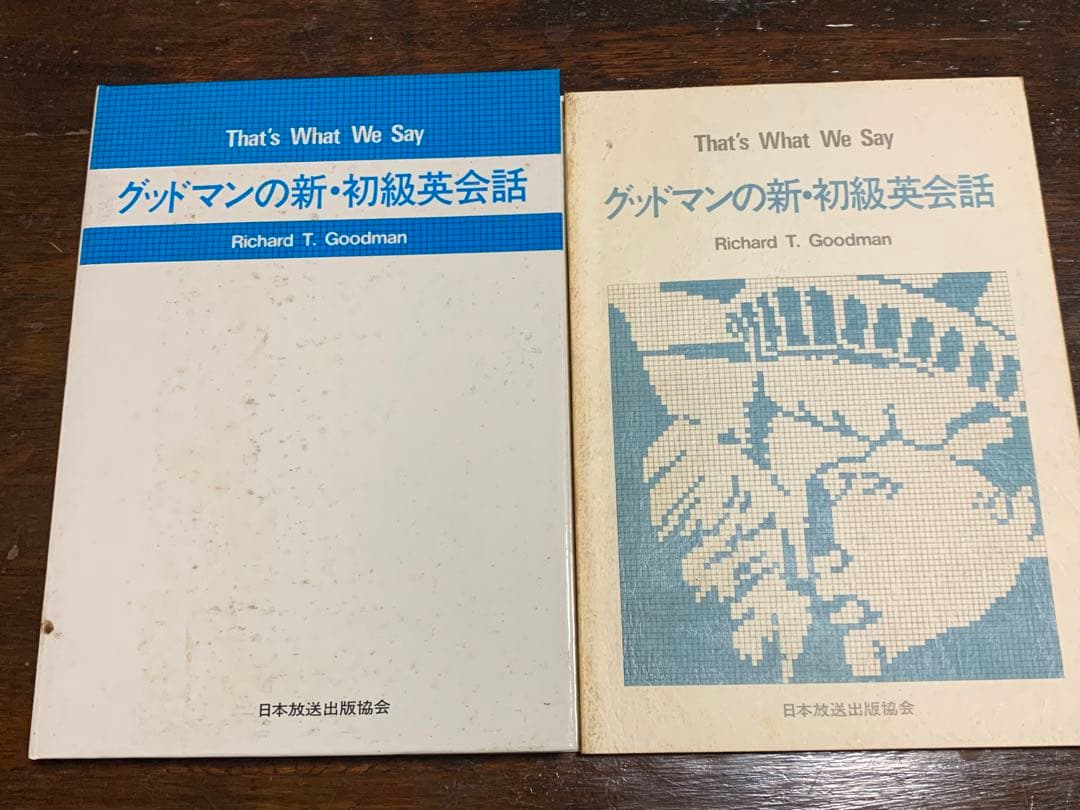 That's What We Say
グッドマンの新・初級英会話
Richard T. Goodman
日本放送出版協会
That's What We Say
グッドマンの新・初級英会話
Richard T. Goodman
日本放送出版協会